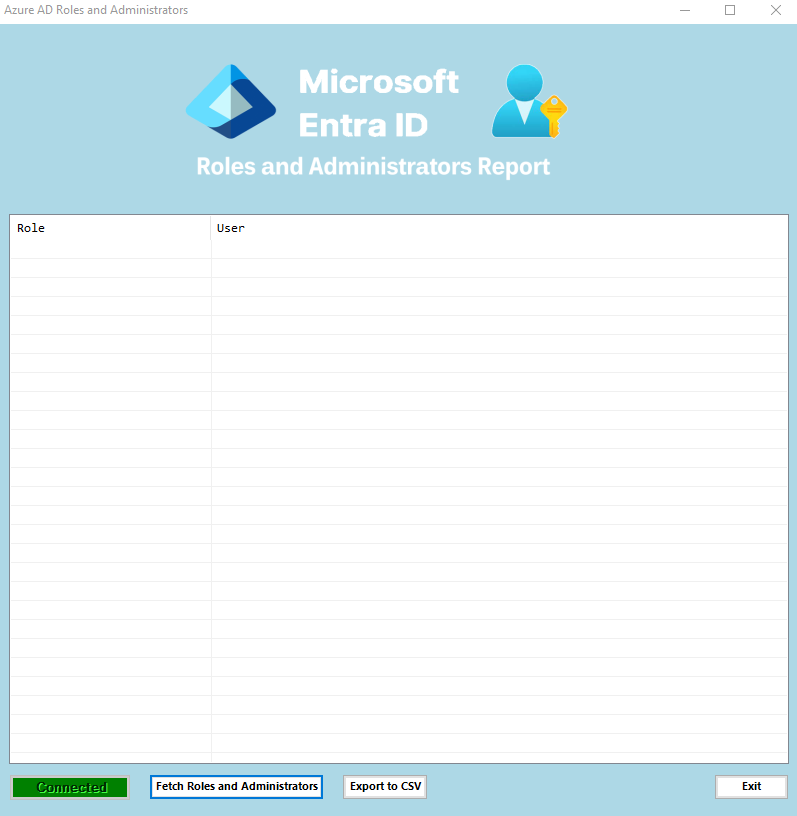 Azure AD Roles and Administrators
Microsoft
Entra ID
Roles and Administrators Report
Role User
Connected Fetch Roles and Administrators Export to CSV Exit